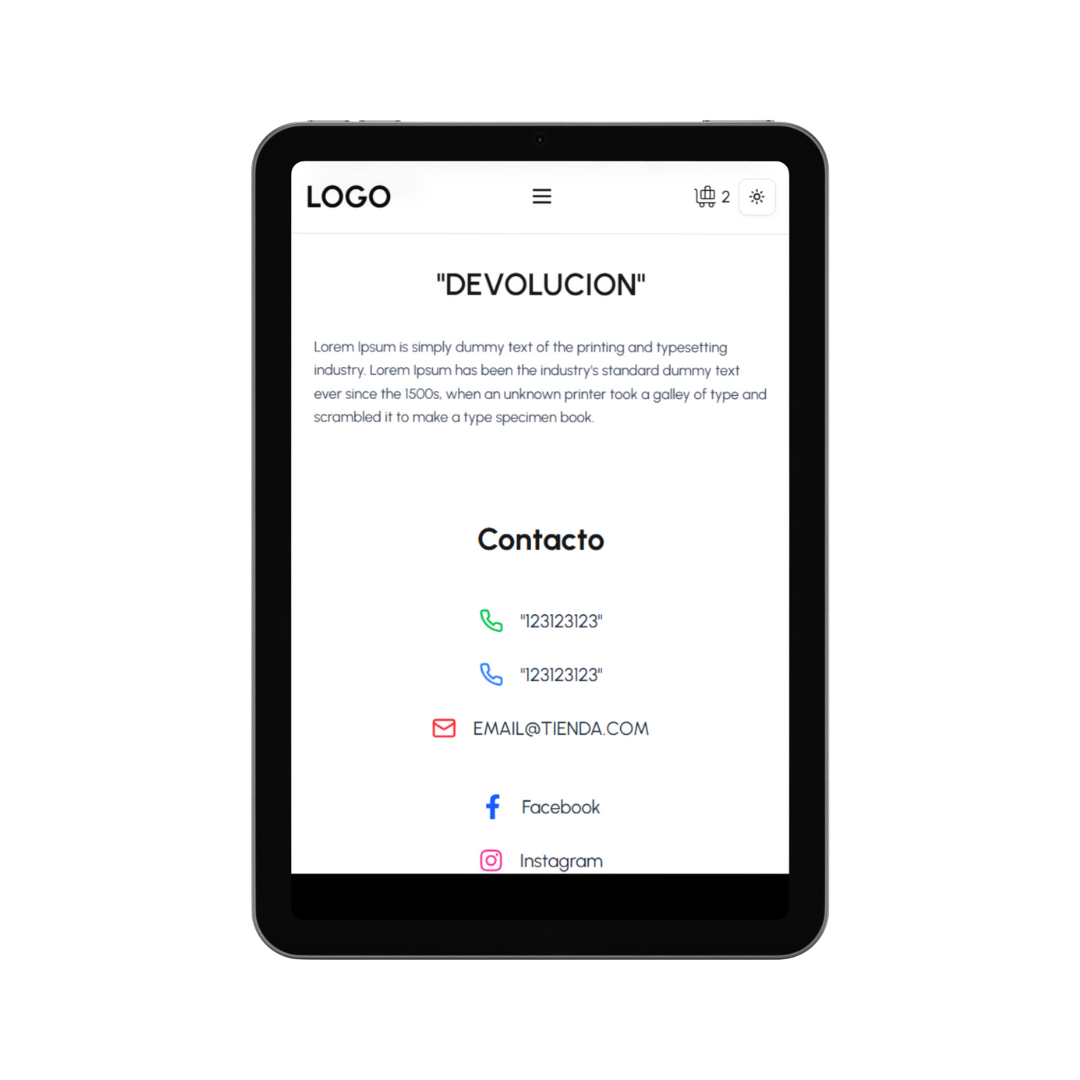 LOGO
2
"DEVOLUCION"
Lorem Ipsum is simply dummy text of the printing and typesetting
industry. Lorem Ipsum has been the industry's standard dummy text
ever since the 1500s, when an unknown printer took a galley of type and
scrambled it to make a type specimen book.
Contacto
"123123123"
"123123123"
EMAIL@TIENDA.COM
Facebook
Instagram